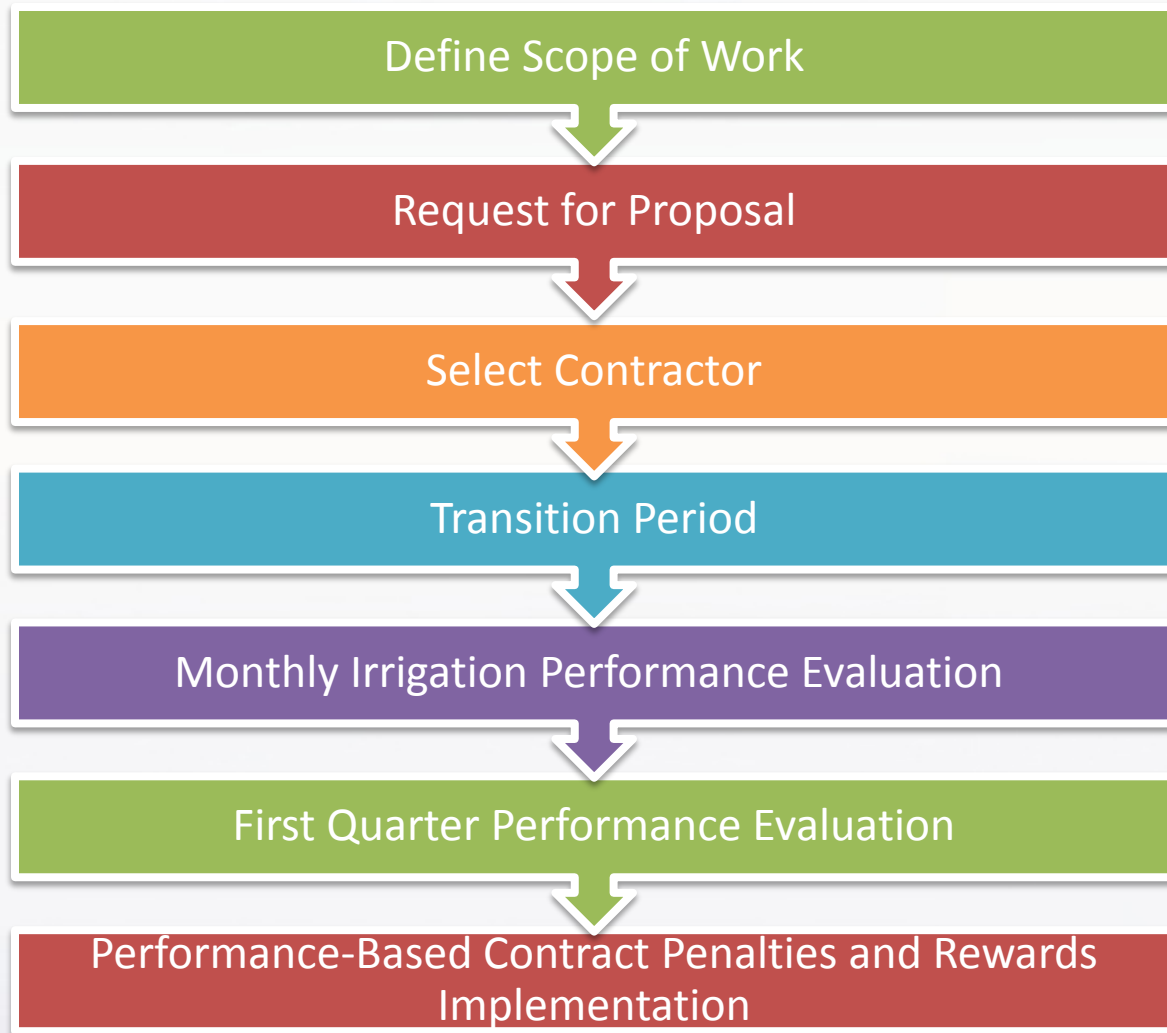 Define Scope of Work
Request for Proposal
Select Contractor
Transition Period
Monthly Irrigation Performance Evaluation
First Quarter Performance Evaluation
Performance-Based Contract Penalties and Rewards
Implementation